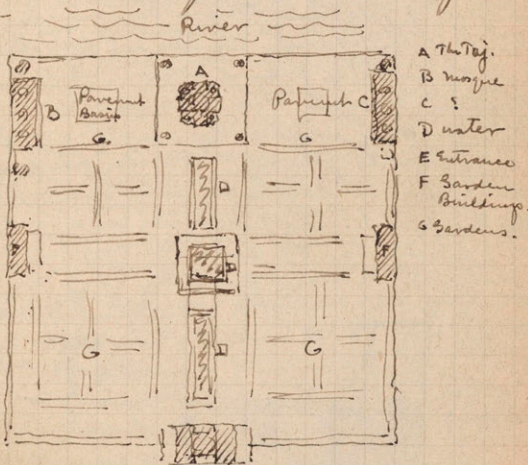 River
A The Taj.
B Mosque
C ?
D water
E Entrance
F Garden
Buildings.
G Gardens.
A
Pavement
Basin
B
Pavement
C
G.
G
D
F
D
F
G
D
G